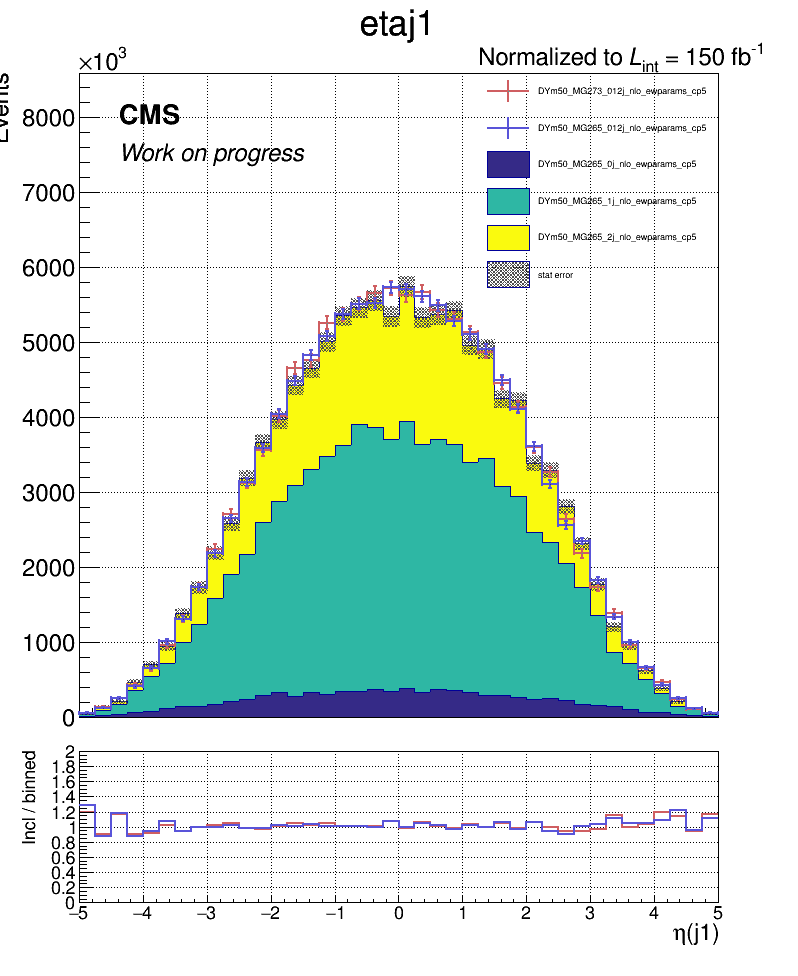 etaj1
×10³
Normalized to L_int = 150 fb⁻¹
Events
CMS
Work on progress
DYm50_MG273_012j_nlo_ewparams_cp5
DYm50_MG265_012j_nlo_ewparams_cp5
DYm50_MG265_0j_nlo_ewparams_cp5
DYm50_MG265_1j_nlo_ewparams_cp5
DYm50_MG265_2j_nlo_ewparams_cp5
stat error
8000
7000
6000
5000
4000
3000
2000
1000
0
Incl / binned
2
1.8
1.6
1.4
1.2
1
0.8
0.6
0.4
0.2
0
−5 −4 −3 −2 −1 0 1 2 3 4 5
η(j1)